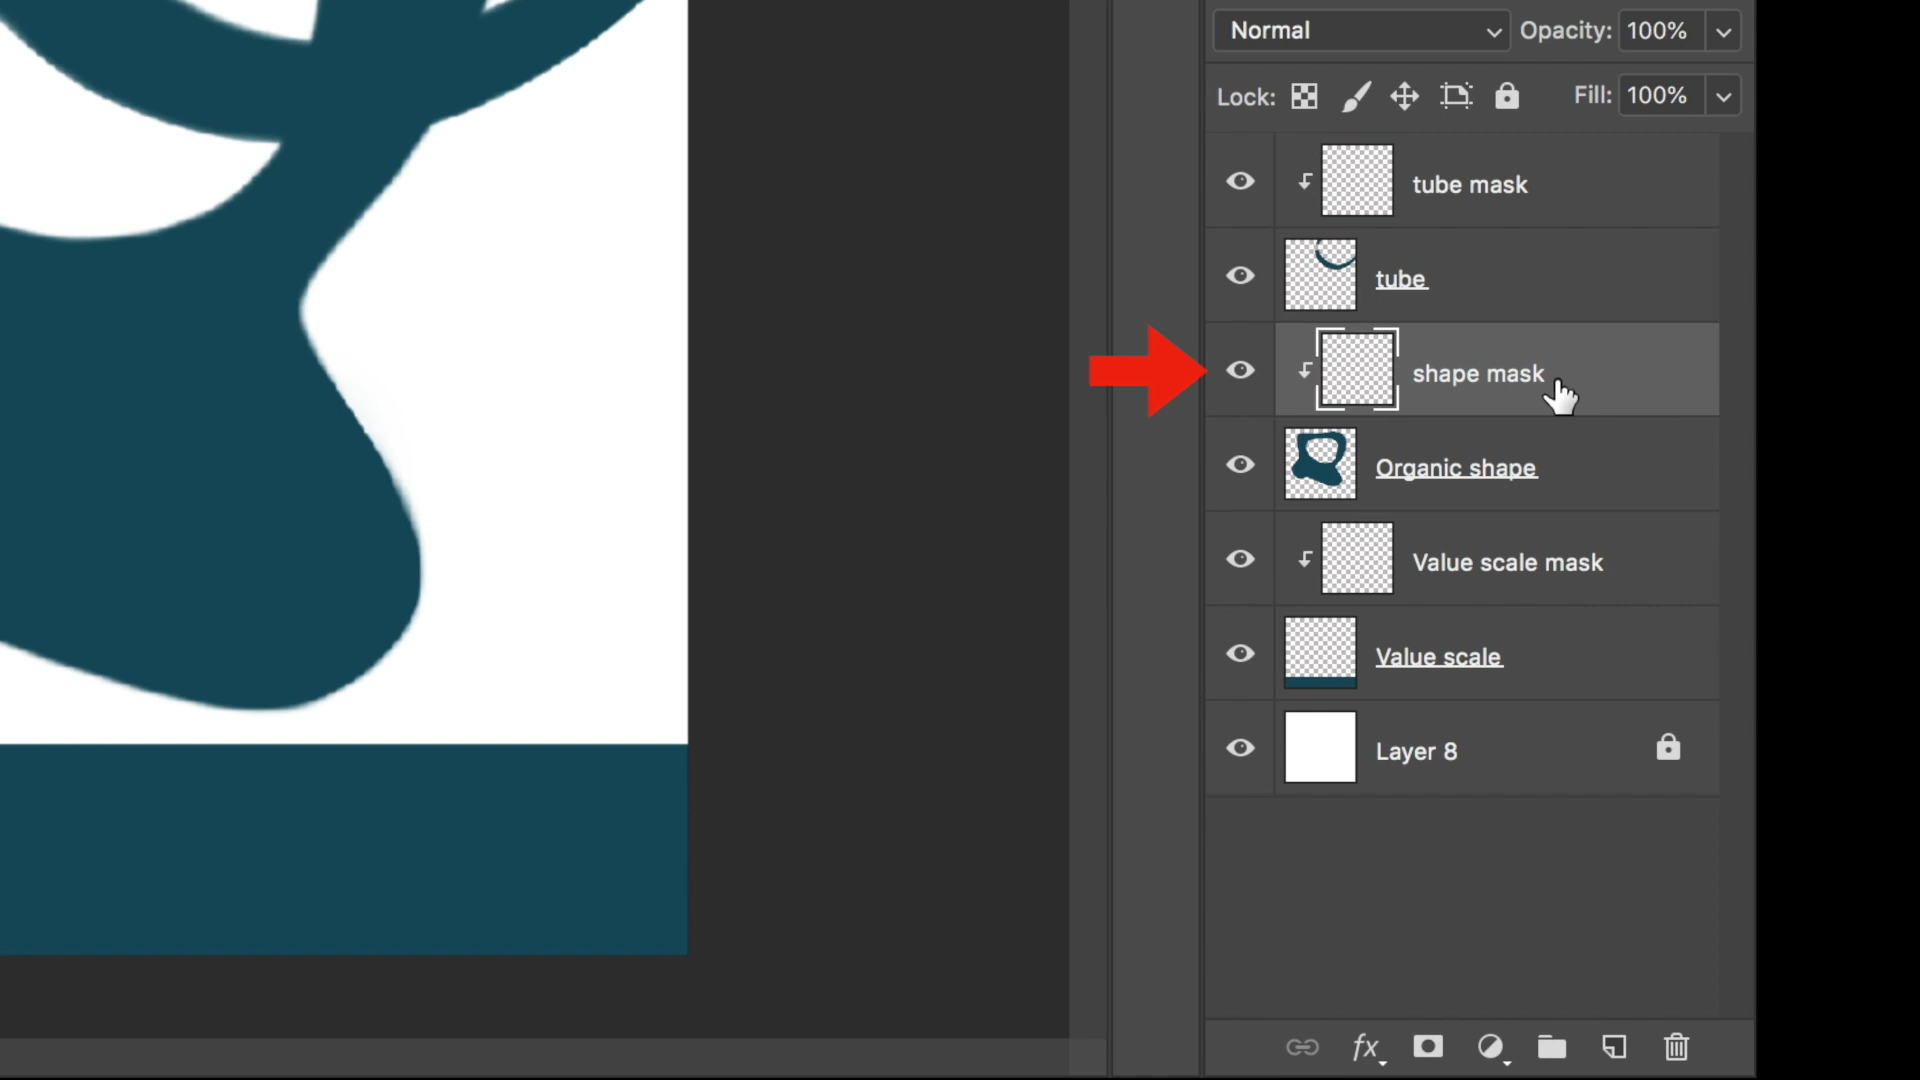 Normal Opacity: 100%
Lock: Fill: 100%
tube mask
tube
shape mask
Organic shape
Value scale mask
Value scale
Layer 8
fx